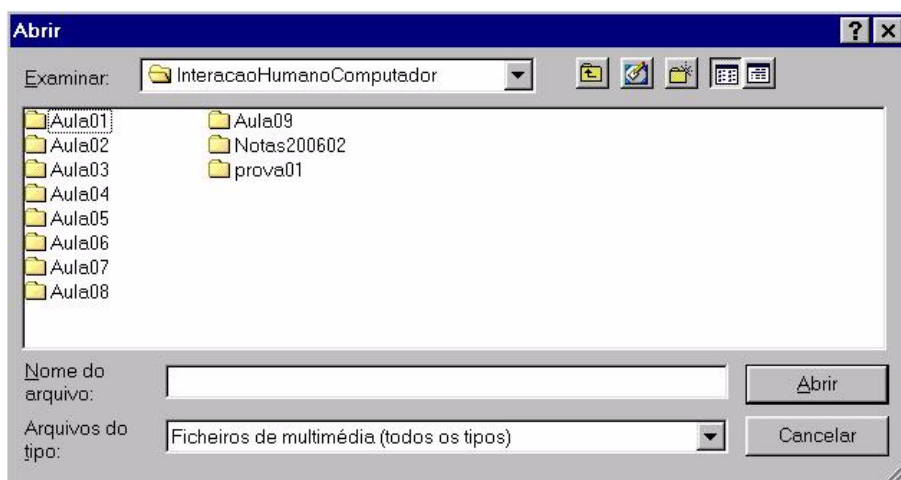 Abrir
Examinar: InteracaoHumanoComputador
Aula01 Aula09
Aula02 Notas200602
Aula03 prova01
Aula04
Aula05
Aula06
Aula07
Aula08
Nome do
arquivo:
Abrir
Arquivos do
tipo:
Ficheiros de multimédia (todos os tipos)
Cancelar